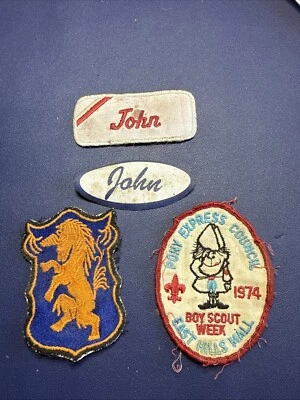 John
John
PONY EXPRESS COUNCIL
1974
BOY SCOUT
WEEK
EAST HILLS MALL